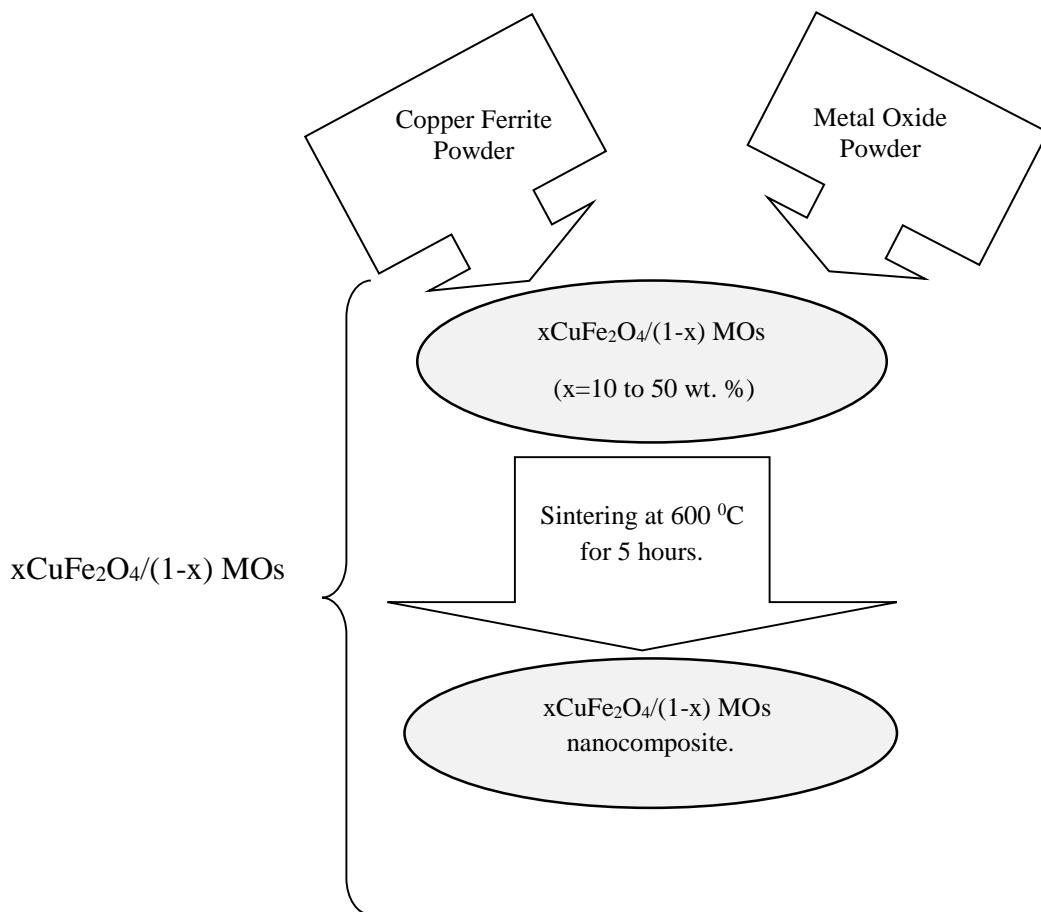 Copper Ferrite
Powder
Metal Oxide
Powder
xCuFe₂O₄/(1-x) MOs
(x=10 to 50 wt. %)
Sintering at 600 ⁰C
for 5 hours.
xCuFe₂O₄/(1-x) MOs
xCuFe₂O₄/(1-x) MOs
nanocomposite.